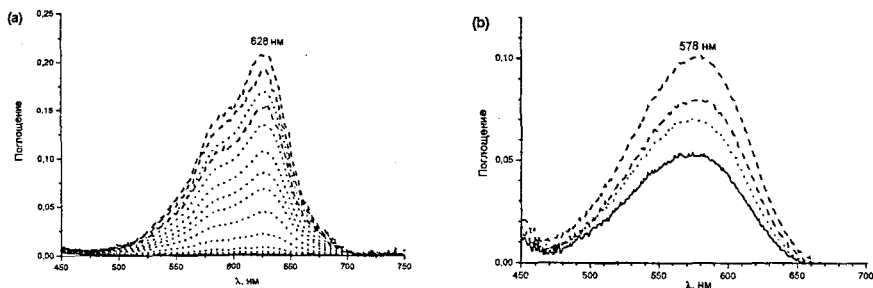 (a)
628 нм
Поглощение
0,25
0,20
0,15
0,10
0,05
0,00
450 500 550 600 650 700 750
λ, нм
(b)
578 нм
Поглощение
0,10
0,05
0,00
450 500 550 600 650 700
λ, нм